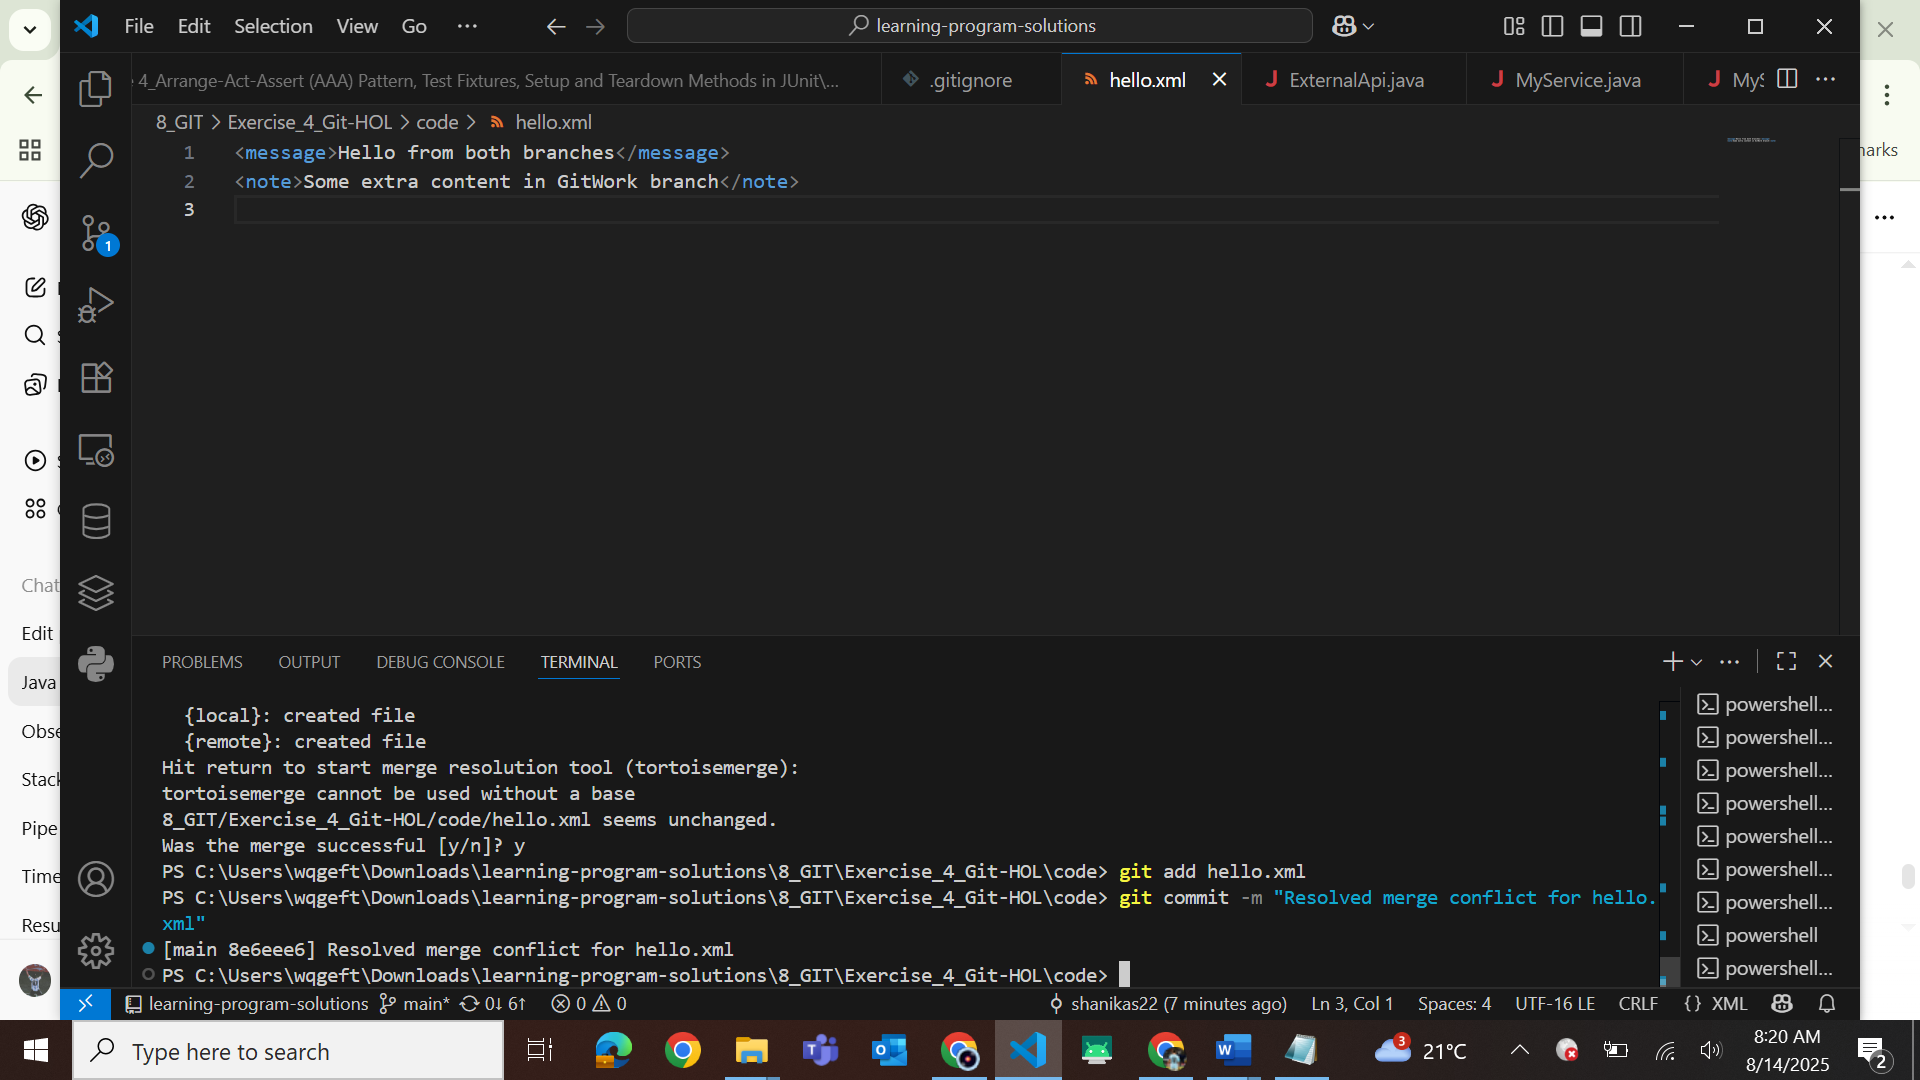 File Edit Selection View Go ···
learning-program-solutions
4_Arrange-Act-Assert (AAA) Pattern, Test Fixtures, Setup and Teardown Methods in JUnit\...
.gitignore
hello.xml
ExternalApi.java
MyService.java
8_GIT > Exercise_4_Git-HOL > code > hello.xml
1 <message>Hello from both branches</message>
2 <note>Some extra content in GitWork branch</note>
3
1
Chat
Edit
Java
Obse
Stack
Pipe
Time
Resu
arks
PROBLEMS OUTPUT DEBUG CONSOLE TERMINAL PORTS
{local}: created file
{remote}: created file
Hit return to start merge resolution tool (tortoisemerge):
tortoisemerge cannot be used without a base
8_GIT/Exercise_4_Git-HOL/code/hello.xml seems unchanged.
Was the merge successful [y/n]? y
PS C:\Users\wqgeft\Downloads\learning-program-solutions\8_GIT\Exercise_4_Git-HOL\code> git add hello.xml
PS C:\Users\wqgeft\Downloads\learning-program-solutions\8_GIT\Exercise_4_Git-HOL\code> git commit -m "Resolved merge conflict for hello.
xml"
[main 8e6eee6] Resolved merge conflict for hello.xml
PS C:\Users\wqgeft\Downloads\learning-program-solutions\8_GIT\Exercise_4_Git-HOL\code>
powershell...
powershell...
powershell...
powershell...
powershell...
powershell...
powershell...
powershell
powershell...
learning-program-solutions main* 0↓ 6↑ 0 0 shanikas22 (7 minutes ago) Ln 3, Col 1 Spaces: 4 UTF-16 LE CRLF {} XML
Type here to search
3 21°C
8:20 AM
8/14/2025
2